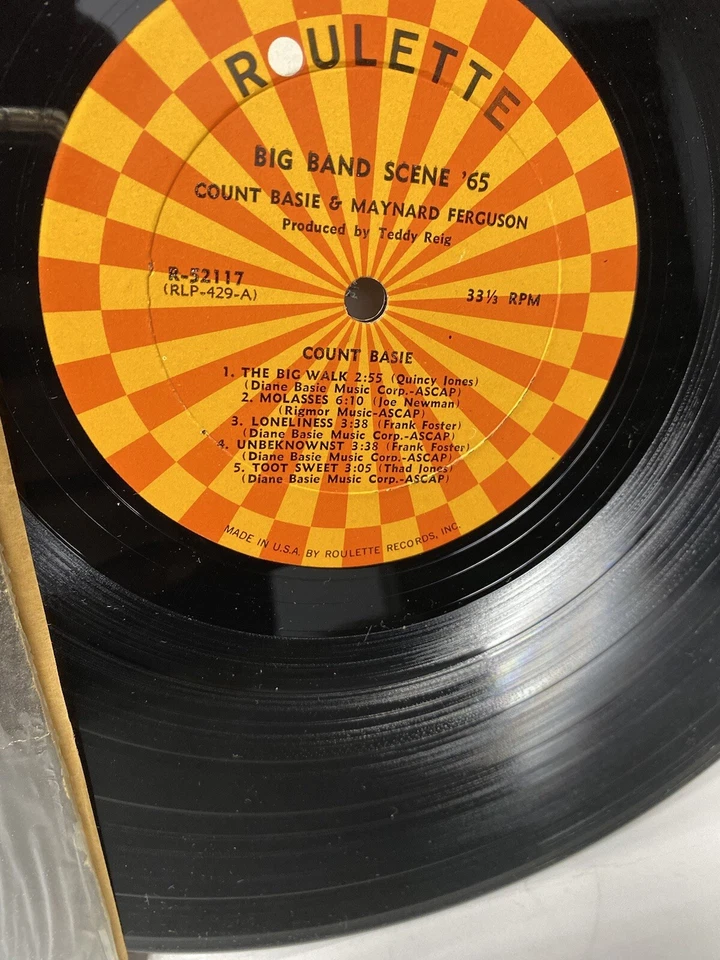 ROULETTE
BIG BAND SCENE '65
COUNT BASIE & MAYNARD FERGUSON
Produced by Teddy Reig
R-52117
(RLP-429-A)
33⅓ RPM
COUNT BASIE
1. THE BIG WALK 2:55 (Quincy Jones)
(Diane Basie Music Corp.-ASCAP)
2. MOLASSES 6:10 (Joe Newman)
(Rigmor Music-ASCAP)
3. LONELINESS 3:38 (Frank Foster)
(Diane Basie Music Corp.-ASCAP)
4. UNBEKNOWNST 3:38 (Frank Foster)
(Diane Basie Music Corp.-ASCAP)
5. TOOT SWEET 3:05 (Thad Jones)
(Diane Basie Music Corp.-ASCAP)
MADE IN U.S.A. BY ROULETTE RECORDS, INC.